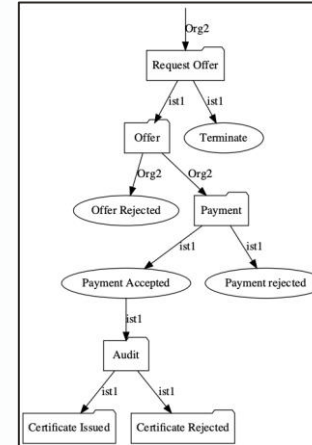 Org2
Request Offer
ist1 ist1
Offer Terminate
Org2 Org2
Offer Rejected Payment
ist1 ist1
Payment Accepted Payment rejected
ist1
Audit
ist1 ist1
Certificate Issued Certificate Rejected